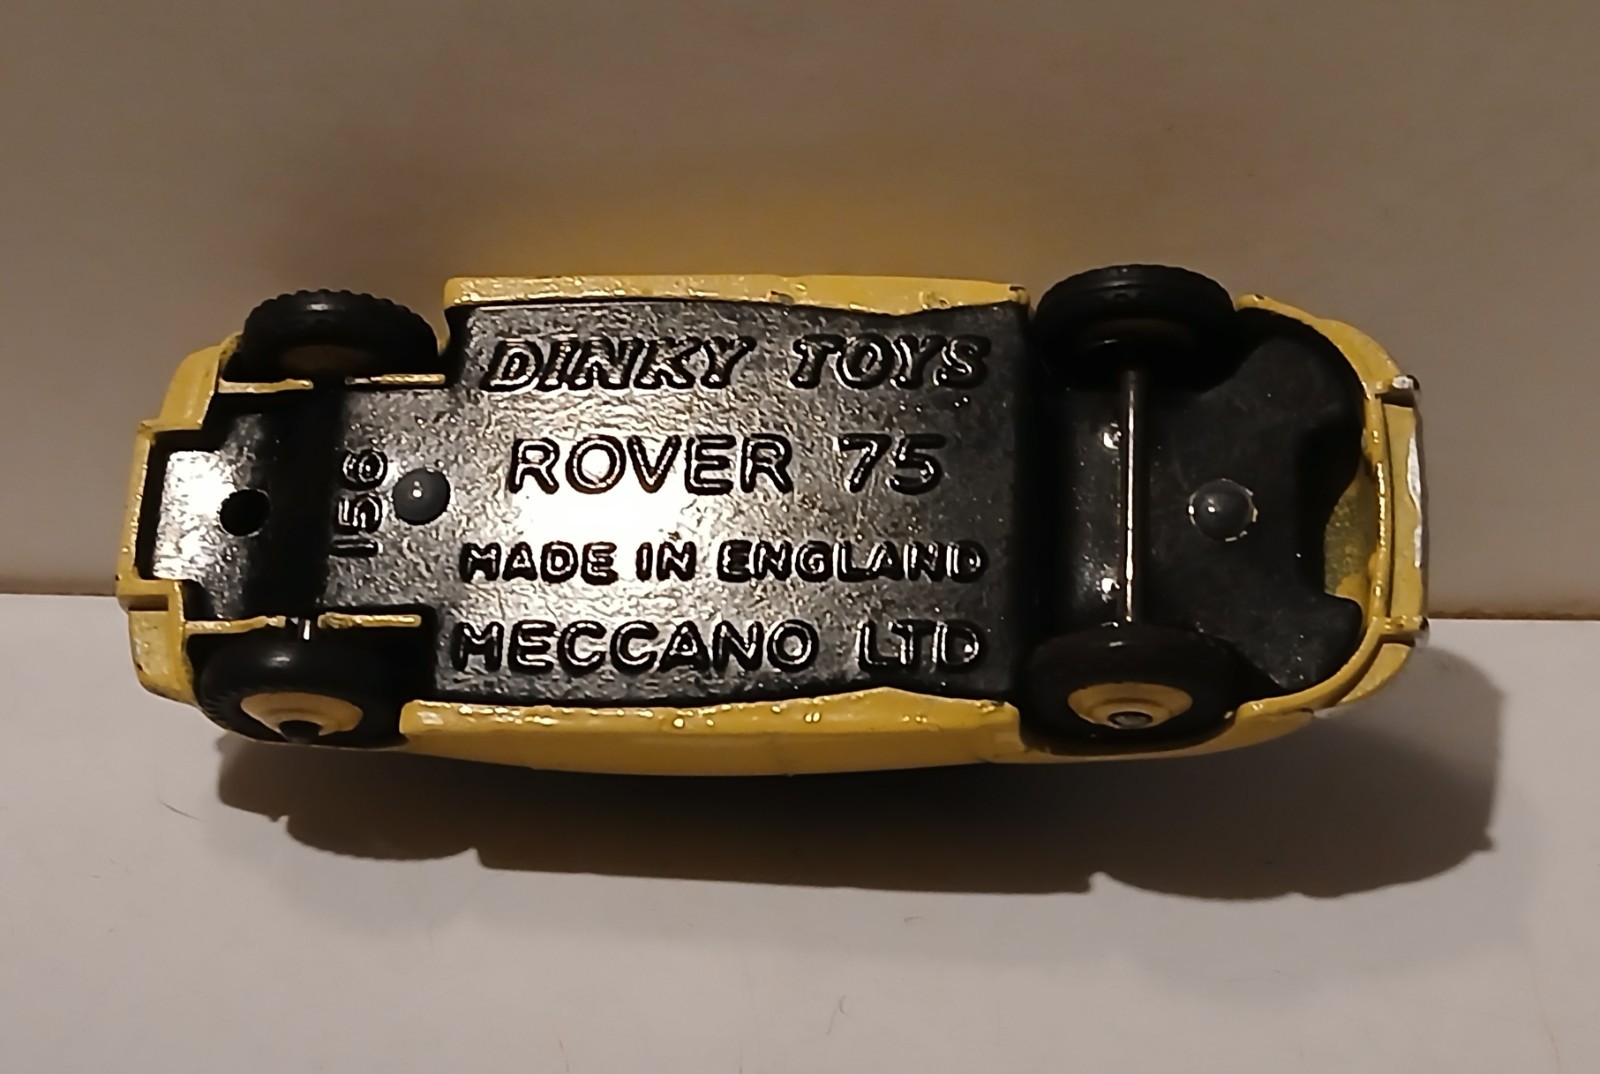 DINKY TOYS
ROVER 75
156
MADE IN ENGLAND
MECCANO LTD